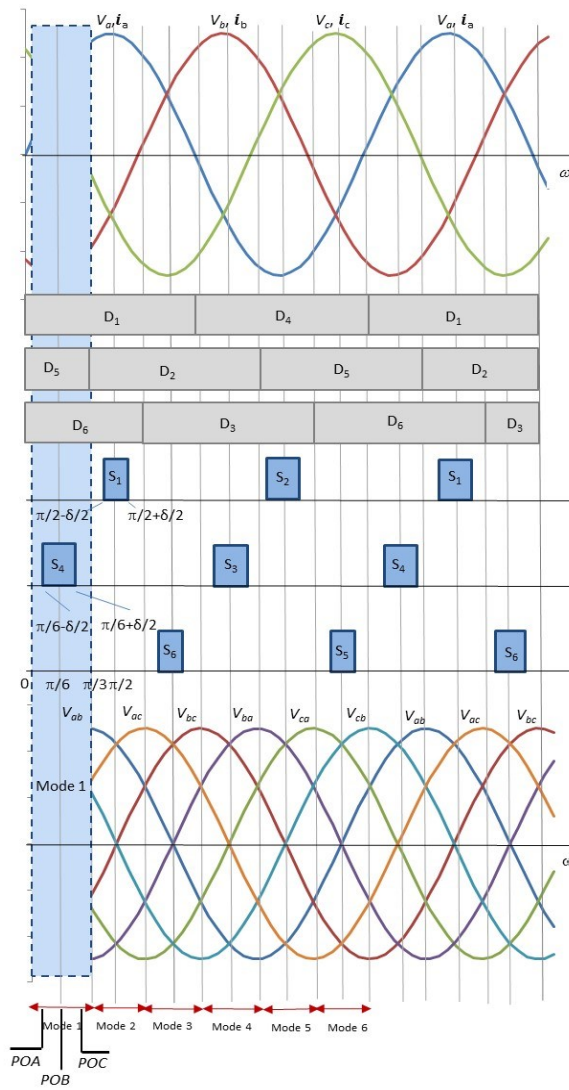 Va,ia Vb, ib Vc, ic Va, ia
ω
D1 D4 D1
D5 D2 D5 D2
D6 D3 D6 D3
S1 S2 S1
π/2-δ/2 π/2+δ/2
S4 S3 S4
π/6-δ/2 π/6+δ/2
S6 S5 S6
0 π/6 π/3 π/2
Vab Vac Vbc Vba Vca Vcb Vab Vac Vbc
Mode 1
Mode 1 Mode 2 Mode 3 Mode 4 Mode 5 Mode 6
POA POC
POB